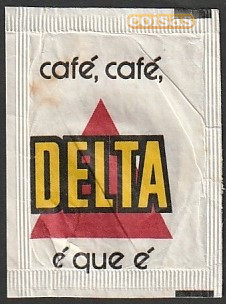 coisas
café, café,
DELTA
é que é